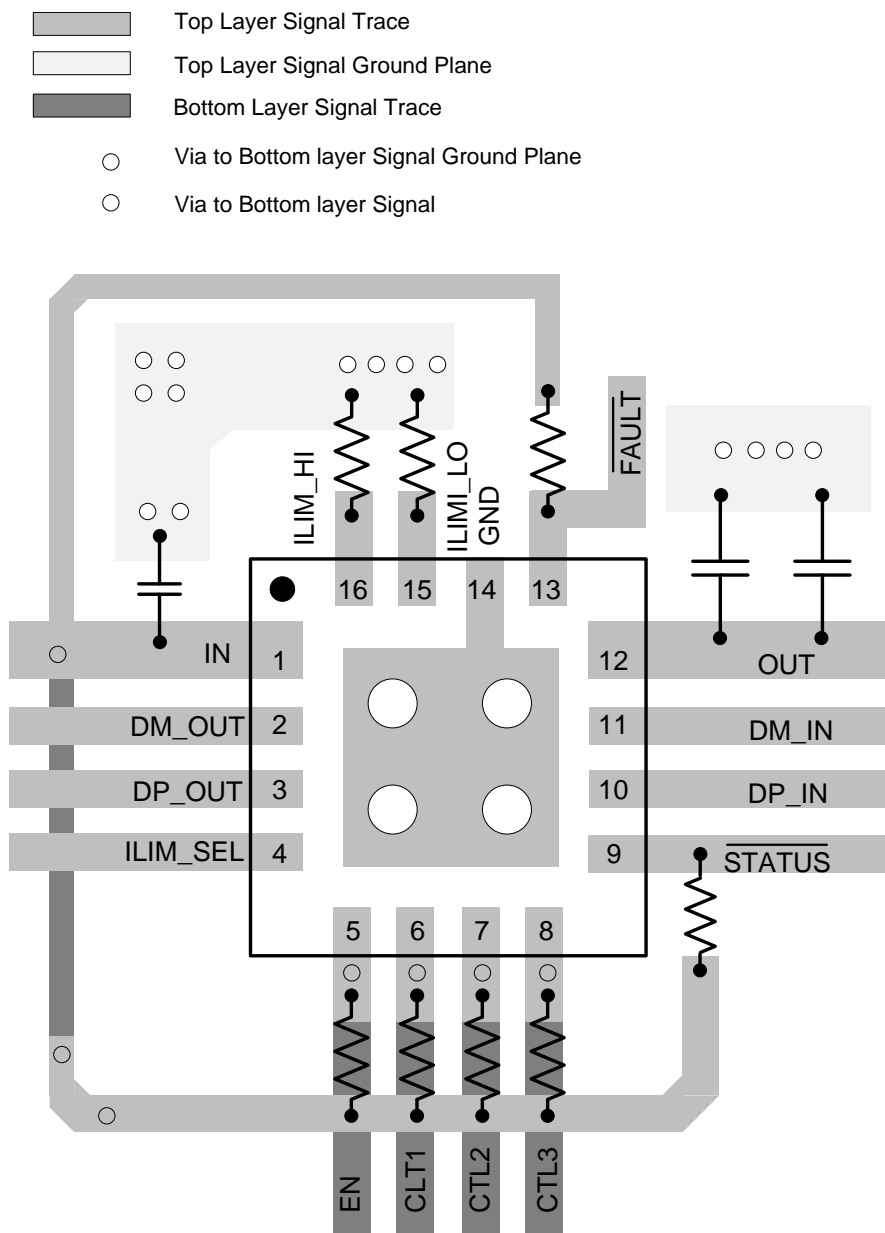 Top Layer Signal Trace
Top Layer Signal Ground Plane
Bottom Layer Signal Trace
Via to Bottom layer Signal Ground Plane
Via to Bottom layer Signal
ILIM_HI
ILIMI_LO
GND
FAULT
16
15
14
13
IN
1
12
OUT
DM_OUT
2
11
DM_IN
DP_OUT
3
10
DP_IN
ILIM_SEL
4
9
STATUS
5
6
7
8
EN
CLT1
CTL2
CTL3